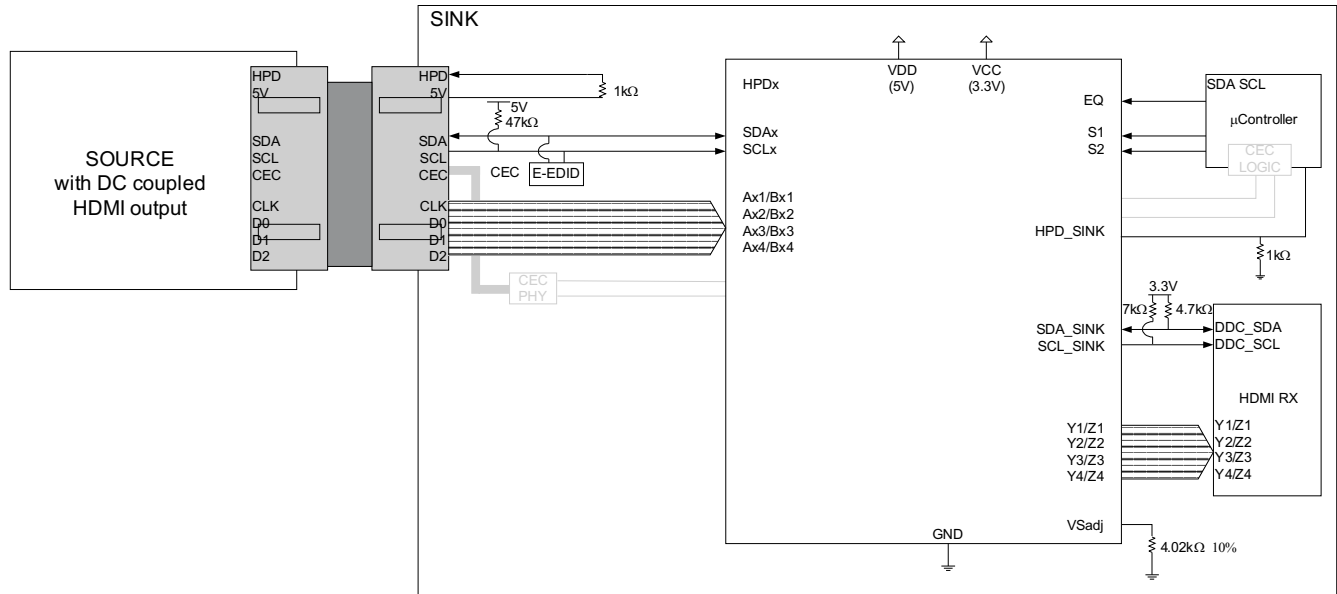 SINK
SOURCE
with DC coupled
HDMI output
HPD
5V
SDA
SCL
CEC
CLK
D0
D1
D2
HPD
5V
SDA
SCL
CEC
CLK
D0
D1
D2
1kΩ
5V
47kΩ
CEC
E-EDID
CEC
PHY
HPDx
SDAx
SCLx
Ax1/Bx1
Ax2/Bx2
Ax3/Bx3
Ax4/Bx4
VDD
(5V)
VCC
(3.3V)
EQ
S1
S2
HPD_SINK
SDA_SINK
SCL_SINK
Y1/Z1
Y2/Z2
Y3/Z3
Y4/Z4
VSadj
GND
SDA SCL
µController
CEC
LOGIC
1kΩ
3.3V
7kΩ 4.7kΩ
DDC_SDA
DDC_SCL
HDMI RX
Y1/Z1
Y2/Z2
Y3/Z3
Y4/Z4
4.02kΩ 10%